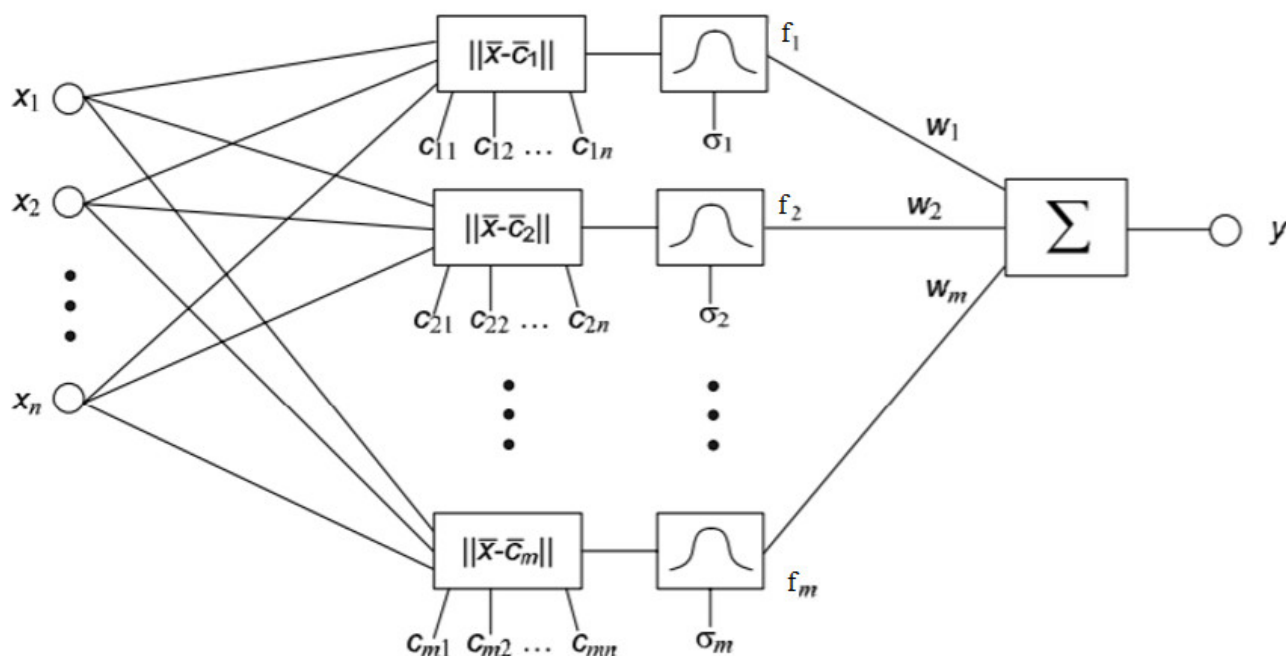 ||x̅-c̅₁|| f₁
x₁ w₁
c₁₁ c₁₂ ... c₁ₙ σ₁
x₂ ||x̅-c̅₂|| f₂ w₂ Σ y
wₘ
c₂₁ c₂₂ ... c₂ₙ σ₂
xₙ
||x̅-c̅ₘ|| fₘ
cₘ₁ cₘ₂ ... cₘₙ σₘ